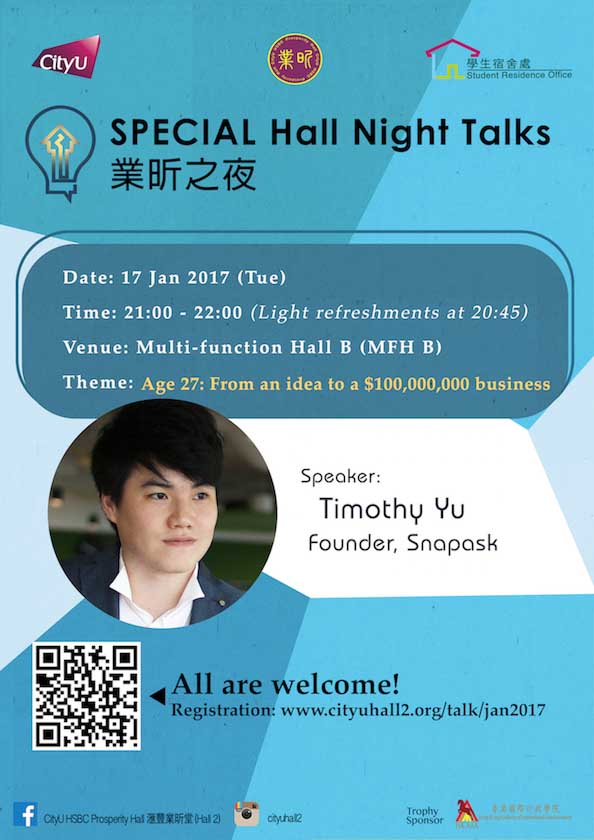 CityU
業昕
學生宿舍處
Student Residence Office
SPECIAL Hall Night Talks
業昕之夜
Date: 17 Jan 2017 (Tue)
Time: 21:00 - 22:00 (Light refreshments at 20:45)
Venue: Multi-function Hall B (MFH B)
Theme: Age 27: From an idea to a $100,000,000 business
Speaker:
Timothy Yu
Founder, Snapask
All are welcome!
Registration: www.cityuhall2.org/talk/jan2017
CityU HSBC Prosperity Hall 滙豐業昕堂 (Hall 2)
cityuhall2
Trophy
Sponsor